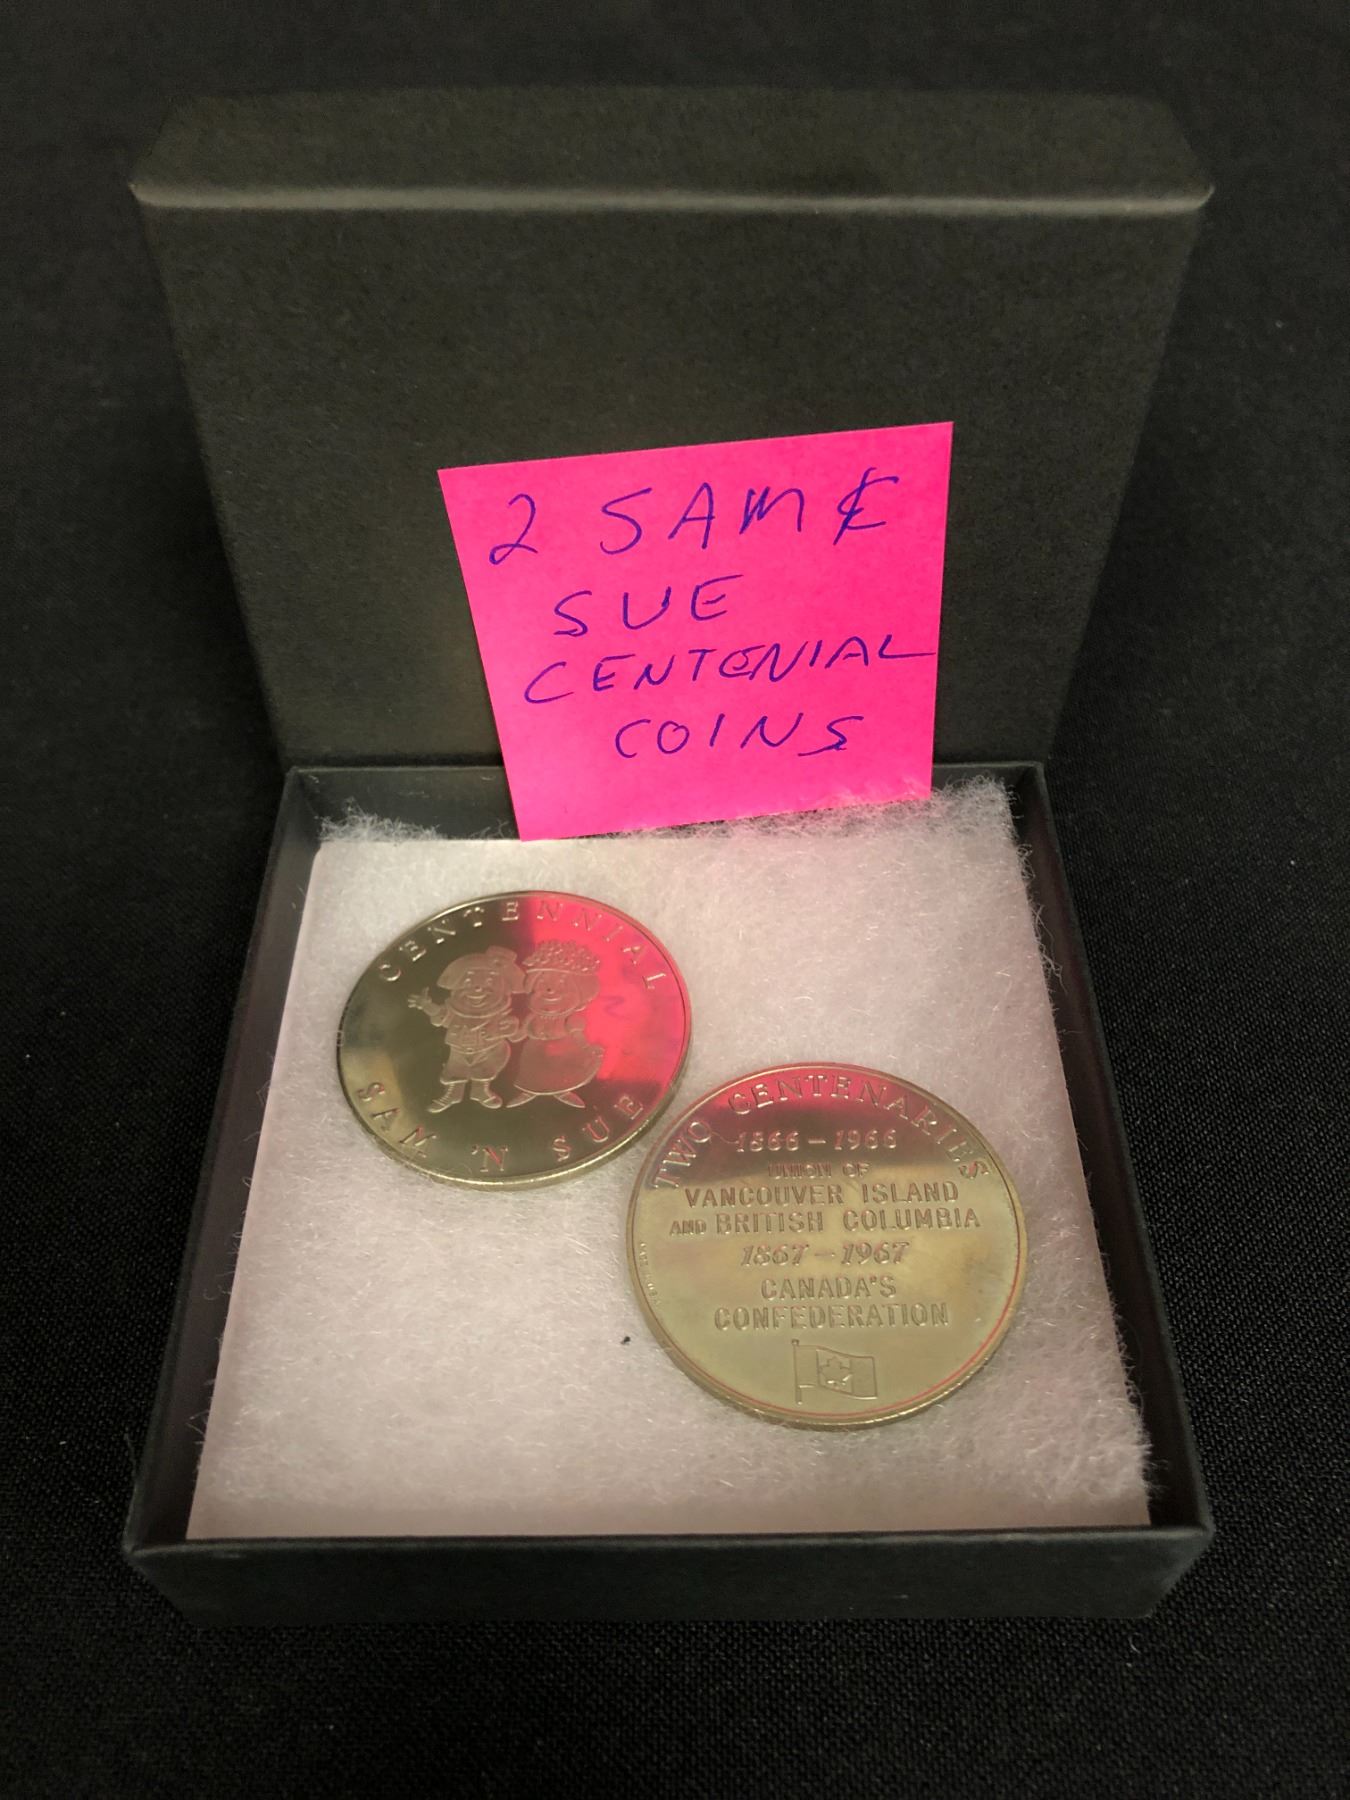 2 SAM &
SUE
CENTENIAL
COINS
CENTENNIAL
SAM 'N SUE
TWO CENTENARIES
1866-1966
UNION OF
VANCOUVER ISLAND
AND BRITISH COLUMBIA
1867-1967
CANADA'S
CONFEDERATION